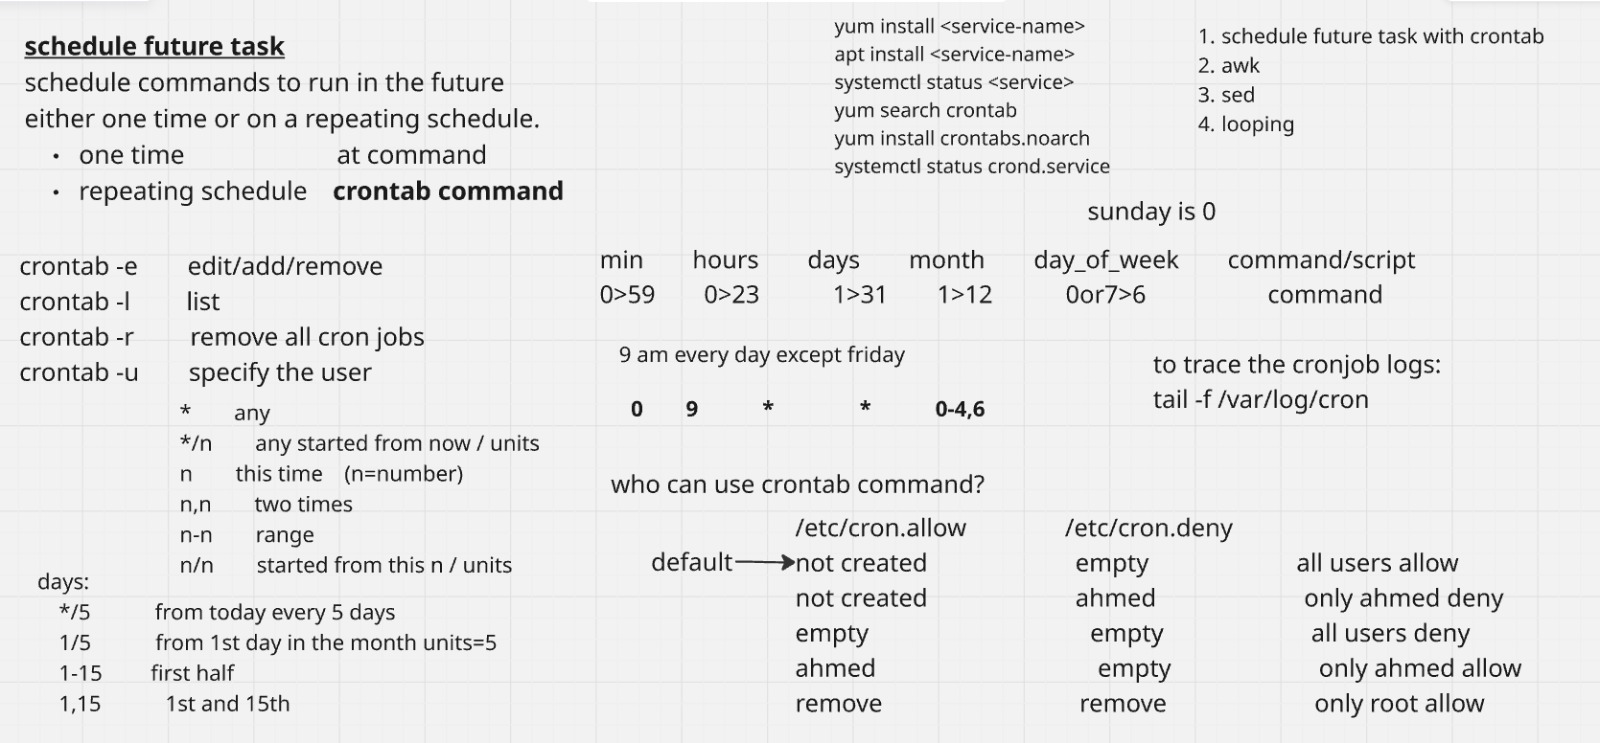 schedule future task
schedule commands to run in the future
either one time or on a repeating schedule.
• one time at command
• repeating schedule crontab command
yum install <service-name>
apt install <service-name>
systemctl status <service>
yum search crontab
yum install crontabs.noarch
systemctl status crond.service
1. schedule future task with crontab
2. awk
3. sed
4. looping
sunday is 0
crontab -e edit/add/remove
crontab -l list
crontab -r remove all cron jobs
crontab -u specify the user
* any
*/n any started from now / units
n this time (n=number)
n,n two times
n-n range
n/n started from this n / units
days:
*/5 from today every 5 days
1/5 from 1st day in the month units=5
1-15 first half
1,15 1st and 15th
min hours days month day_of_week command/script
0>59 0>23 1>31 1>12 0or7>6 command
9 am every day except friday
0 9 * * 0-4,6
to trace the cronjob logs:
tail -f /var/log/cron
who can use crontab command?
/etc/cron.allow /etc/cron.deny
default not created empty all users allow
not created ahmed only ahmed deny
empty empty all users deny
ahmed empty only ahmed allow
remove remove only root allow